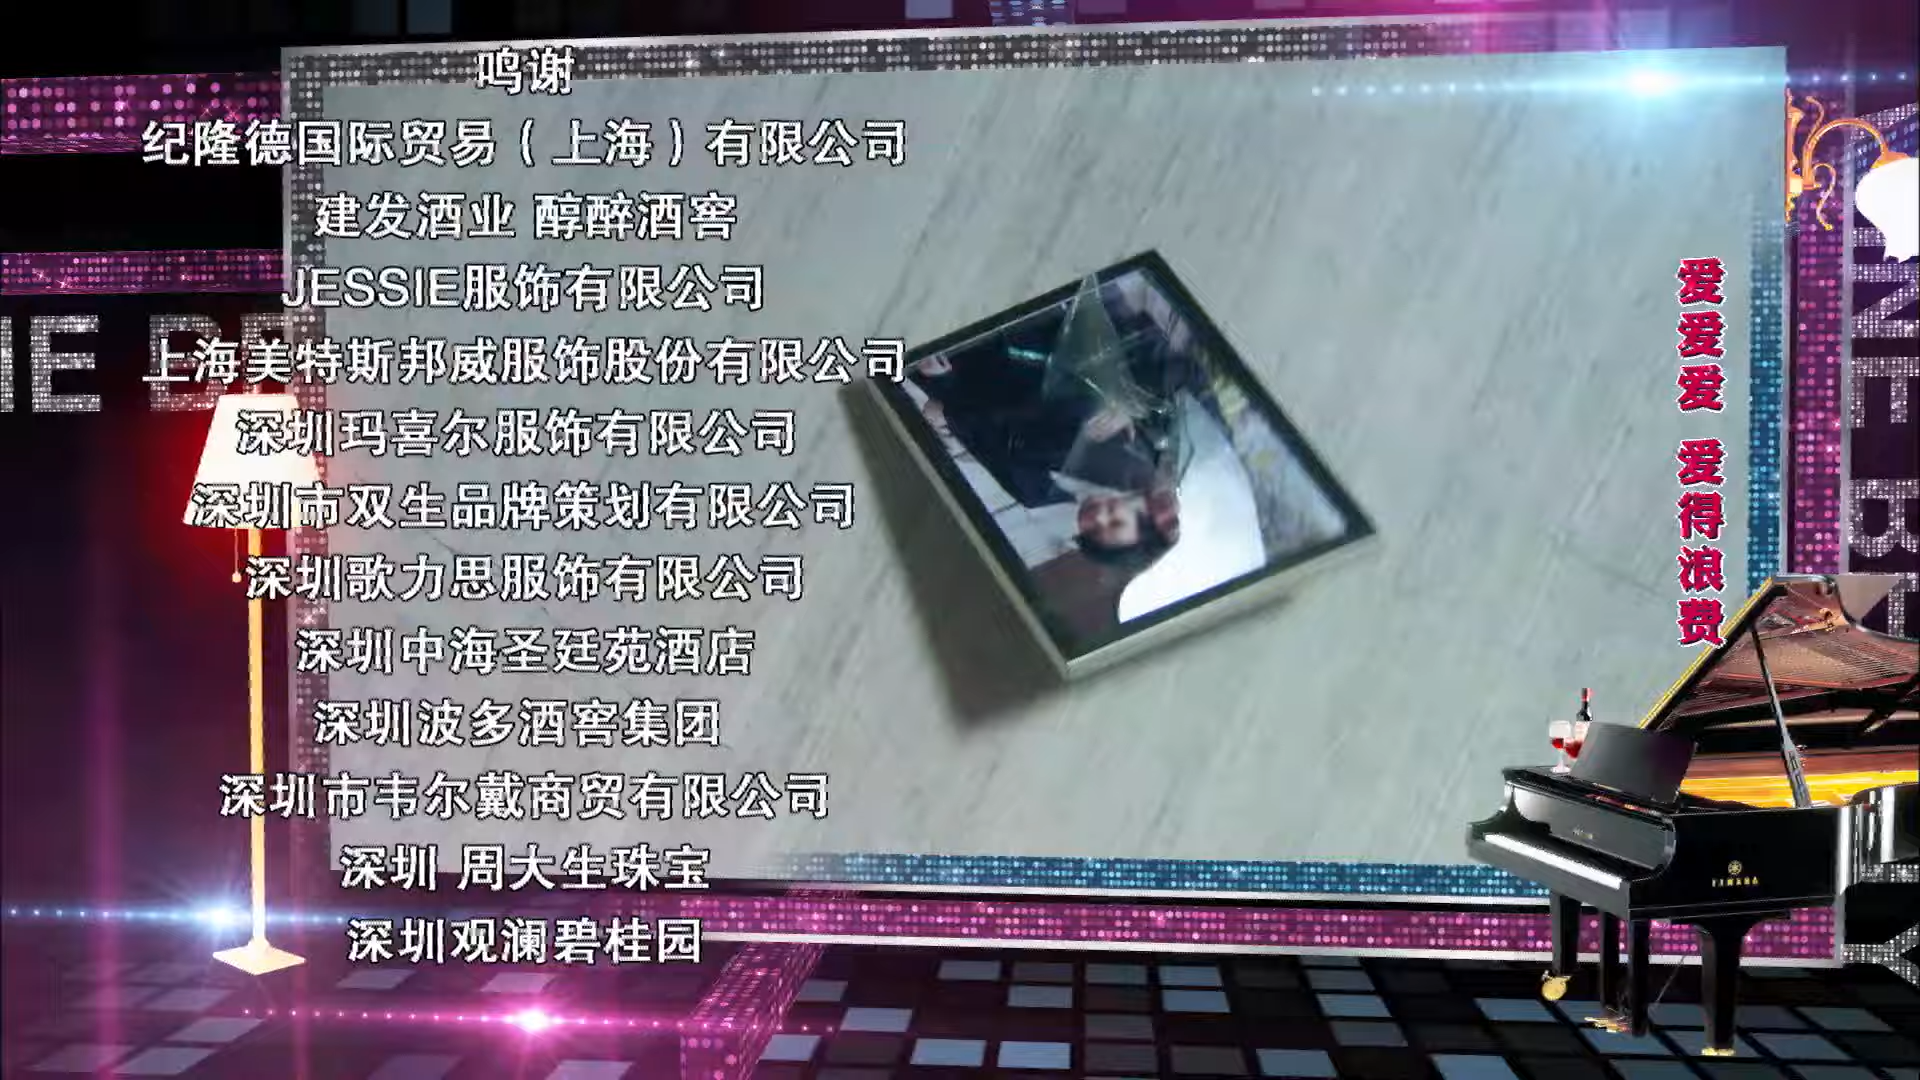 鸣谢
纪隆德国际贸易（上海）有限公司
建发酒业 醇醉酒窖
JESSIE服饰有限公司
上海美特斯邦威服饰股份有限公司
深圳玛喜尔服饰有限公司
深圳市双生品牌策划有限公司
深圳歌力思服饰有限公司
深圳中海圣廷苑酒店
深圳波多酒窖集团
深圳市韦尔戴商贸有限公司
深圳 周大生珠宝
深圳观澜碧桂园
爱爱爱 爱得浪费
YAMAHA